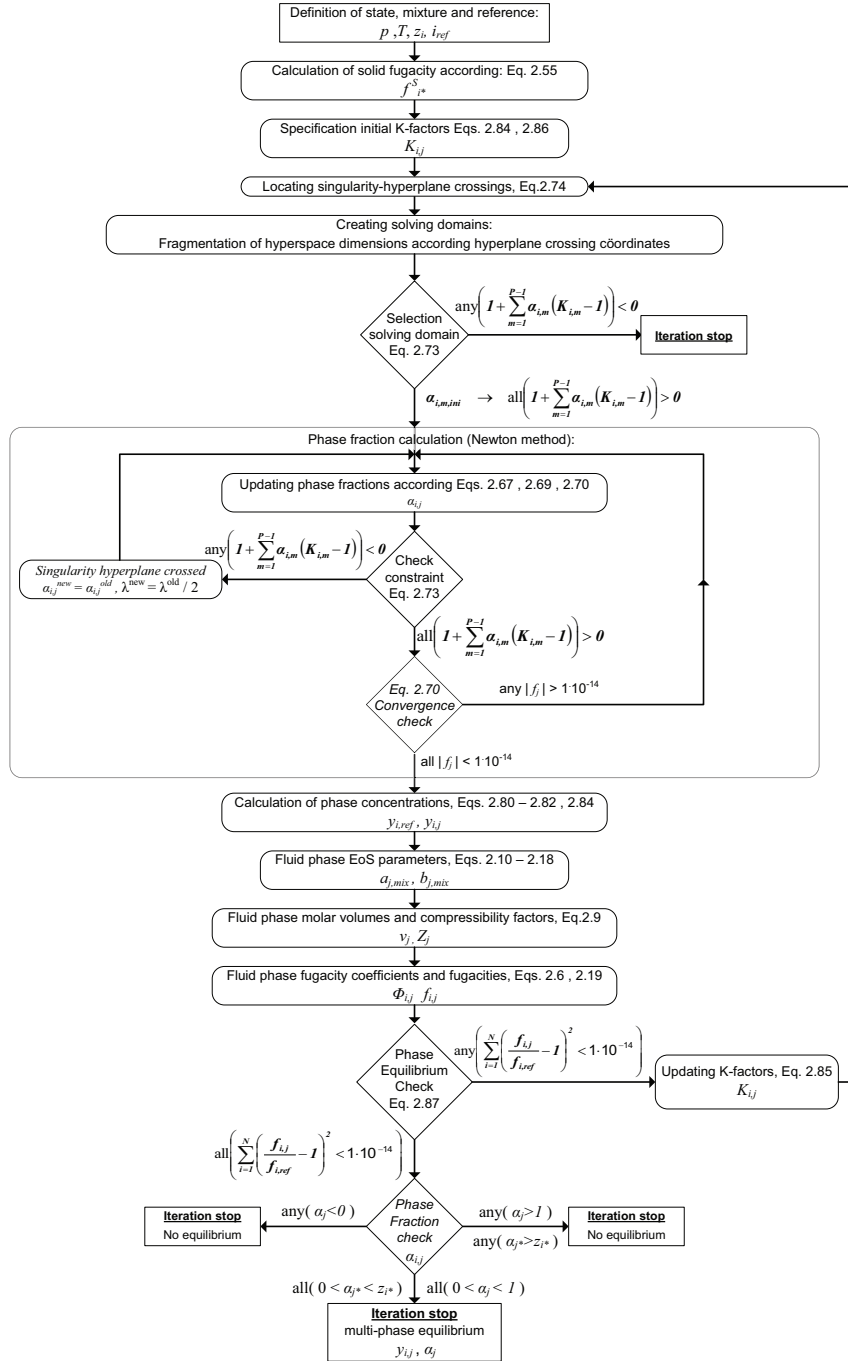 Definition of state, mixture and reference:
p ,T, z_i, i_ref
Calculation of solid fugacity according: Eq. 2.55
f^S_i*
Specification initial K-factors Eqs. 2.84 , 2.86
K_i,j
Locating singularity-hyperplane crossings, Eq.2.74
Creating solving domains:
Fragmentation of hyperspace dimensions according hyperplane crossing cöordinates
any(1+∑_{m=1}^{P-1} α_i,m(K_i,m−1))<0
Selection
solving domain
Eq. 2.73
Iteration stop
α_i,m,ini → all(1+∑_{m=1}^{P-1} α_i,m(K_i,m−1))>0
Phase fraction calculation (Newton method):
Updating phase fractions according Eqs. 2.67 , 2.69 , 2.70
α_i,j
any(1+∑_{m=1}^{P-1} α_i,m(K_i,m−1))<0
Singularity hyperplane crossed
α_i,j^new = α_i,j^old , λ^new = λ^old / 2
Check
constraint
Eq. 2.73
all(1+∑_{m=1}^{P-1} α_i,m(K_i,m−1))>0
Eq. 2.70
Convergence
check
any | f_j | > 1·10^-14
all | f_j | < 1·10^-14
Calculation of phase concentrations, Eqs. 2.80 – 2.82 , 2.84
y_i,ref , y_i,j
Fluid phase EoS parameters, Eqs. 2.10 – 2.18
a_j,mix , b_j,mix
Fluid phase molar volumes and compressibility factors, Eq.2.9
v_j , Z_j
Fluid phase fugacity coefficients and fugacities, Eqs. 2.6 , 2.19
Φ_i,j f_i,j
Phase
Equilibrium
Check
Eq. 2.87
any(∑_{i=1}^{N} (f_i,j/f_i,ref −1)^2 <1·10^−14)
Updating K-factors, Eq. 2.85
K_i,j
all(∑_{i=1}^{N} (f_i,j/f_i,ref −1)^2 <1·10^−14)
Phase
Fraction
check
α_i,j
any( α_j<0 )
Iteration stop
No equilibrium
any( α_j>1 )
any( α_j*>z_i* )
Iteration stop
No equilibrium
all( 0 < α_j* < z_i* )
all( 0 < α_j < 1 )
Iteration stop
multi-phase equilibrium
y_i,j , α_j